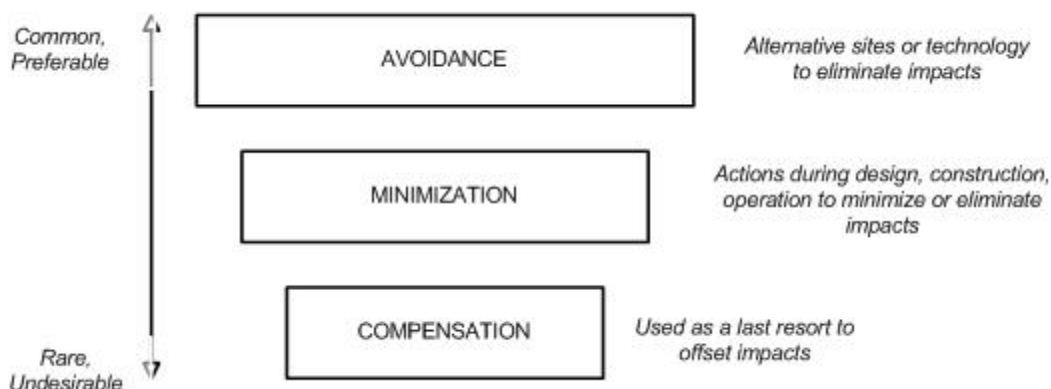 Common,
Preferable
AVOIDANCE
Alternative sites or technology
to eliminate impacts
MINIMIZATION
Actions during design, construction,
operation to minimize or eliminate
impacts
COMPENSATION
Used as a last resort to
offset impacts
Rare,
Undesirable